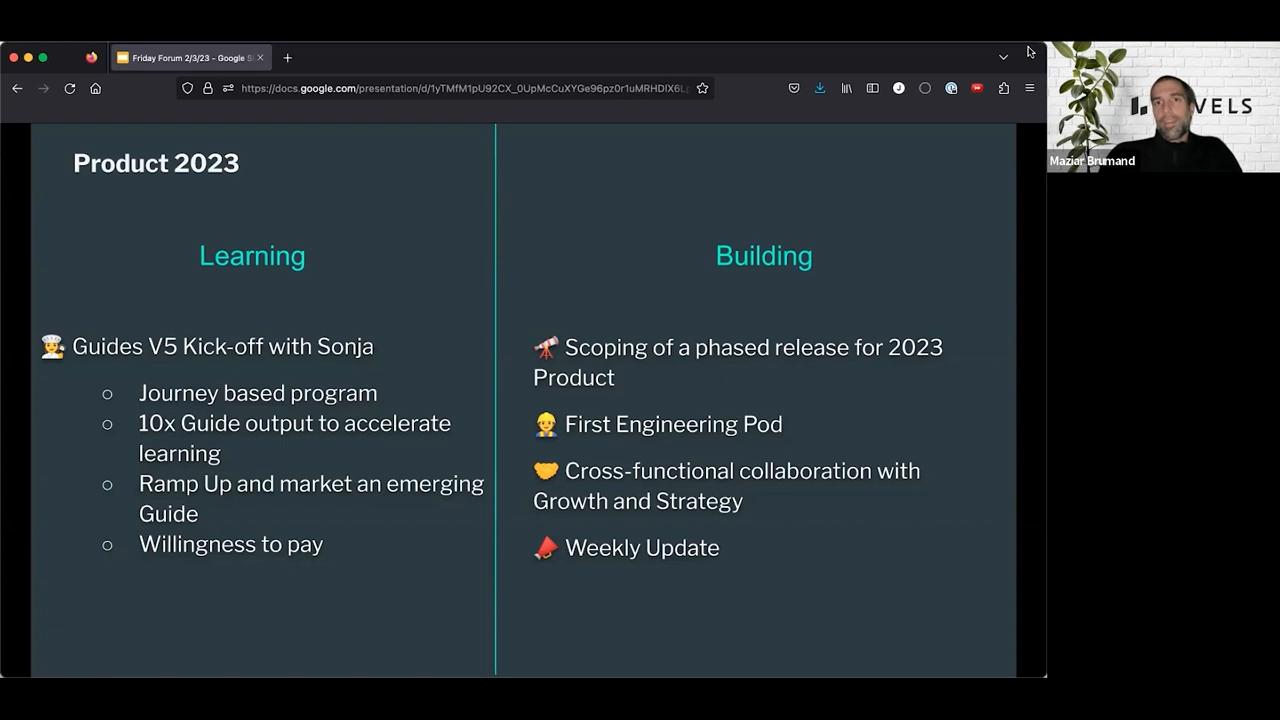 Friday Forum 2/3/23 - Google S
https://docs.google.com/presentation/d/1yTMfM1pU92CX_0UpMcCuXYGe96pz0r1uMRHDIX6L
Product 2023
Learning
Guides V5 Kick-off with Sonja
Journey based program
10x Guide output to accelerate
learning
Ramp Up and market an emerging
Guide
Willingness to pay
Building
Scoping of a phased release for 2023
Product
First Engineering Pod
Cross-functional collaboration with
Growth and Strategy
Weekly Update
VELS
Maziar Brumand